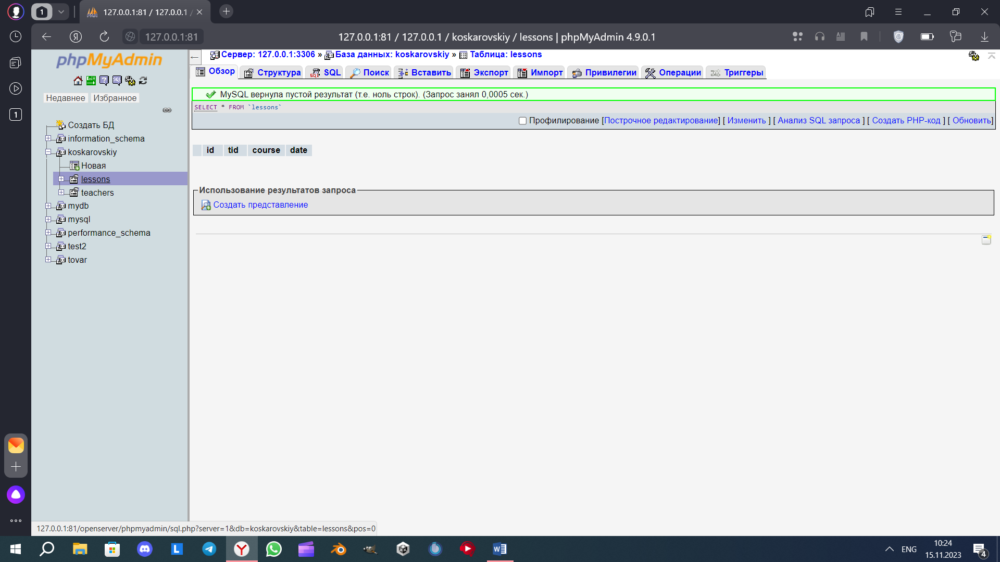 1
127.0.0.1:81 / 127.0.0.1 /
127.0.0.1:81
127.0.0.1:81 / 127.0.0.1 / koskarovskiy / lessons | phpMyAdmin 4.9.0.1
1
phpMyAdmin
Недавнее Избранное
Создать БД
information_schema
koskarovskiy
Новая
lessons
teachers
mydb
mysql
performance_schema
test2
tovar
Сервер: 127.0.0.1:3306 » База данных: koskarovskiy » Таблица: lessons
Обзор Структура SQL Поиск Вставить Экспорт Импорт Привилегии Операции Триггеры
MySQL вернула пустой результат (т.е. ноль строк). (Запрос занял 0,0005 сек.)
SELECT * FROM `lessons`
Профилирование [Построчное редактирование] [ Изменить ] [ Анализ SQL запроса ] [ Создать PHP-код ] [ Обновить]
id tid course date
Использование результатов запроса
Создать представление
127.0.0.1:81/openserver/phpmyadmin/sql.php?server=1&db=koskarovskiy&table=lessons&pos=0
ENG
10:24
15.11.2023
4